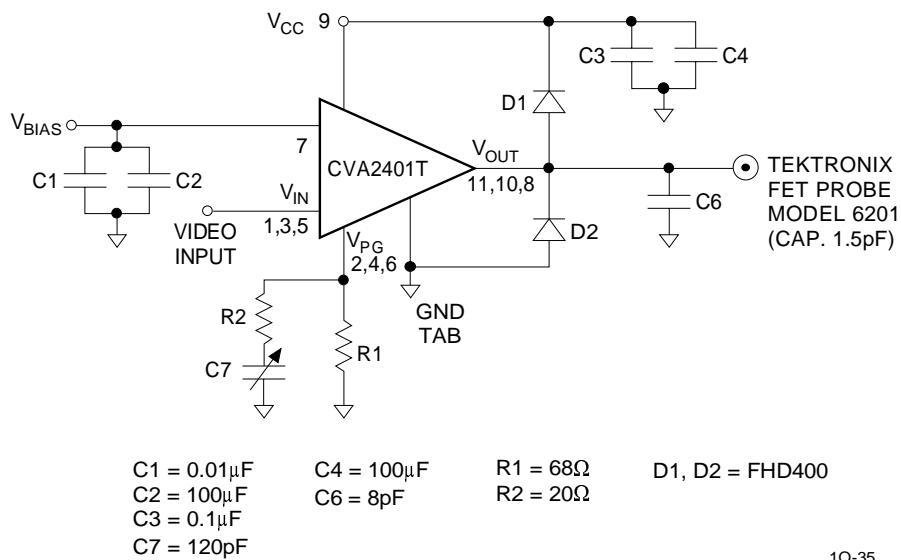 VCC 9
C3
C4
D1
VBIAS
7
VOUT
CVA2401T
11,10,8
TEKTRONIX
FET PROBE
MODEL 6201
(CAP. 1.5pF)
C1
C2
VIN
1,3,5
C6
D2
VIDEO
INPUT
VPG
2,4,6
GND
TAB
R2
R1
C7
C1 = 0.01μF
C2 = 100μF
C3 = 0.1μF
C7 = 120pF
C4 = 100μF
C6 = 8pF
R1 = 68Ω
R2 = 20Ω
D1, D2 = FHD400
1Q-35